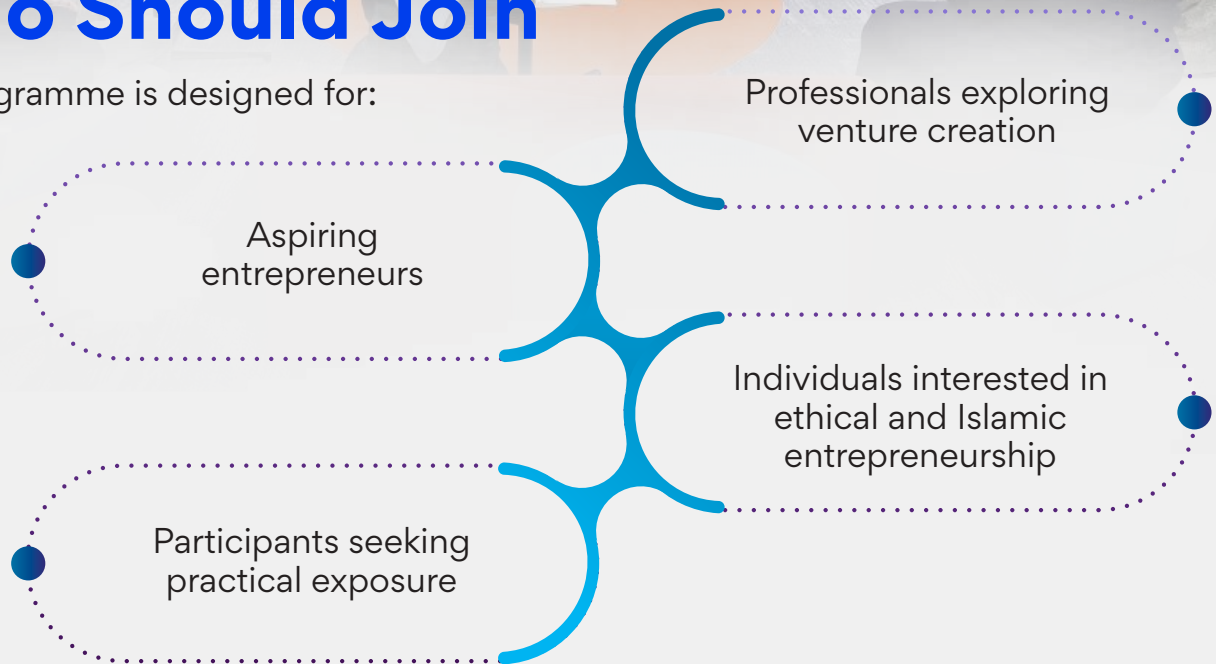 o Should Join
gramme is designed for:
Professionals exploring
venture creation
Aspiring
entrepreneurs
Individuals interested in
ethical and Islamic
entrepreneurship
Participants seeking
practical exposure